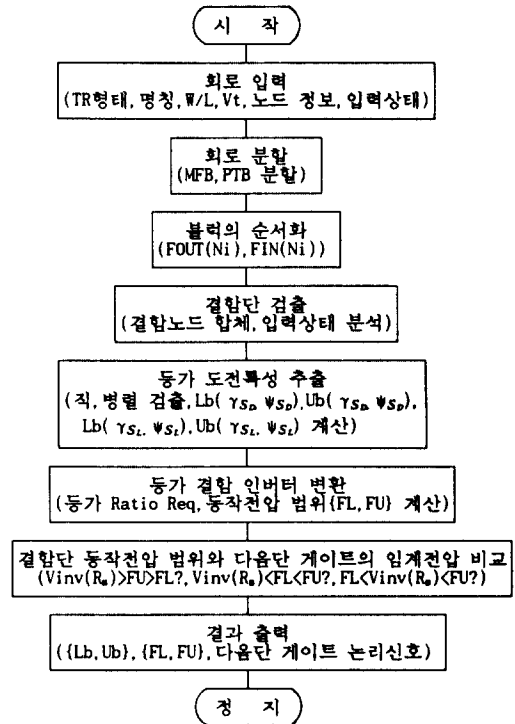 시 작
회로 입력
(TR형태,명칭,W/L,Vt,노드 정보,입력상태)
회로 분할
(MFB,PTB 분할)
블럭의 순서화
(FOUT(Ni),FIN(Ni))
결함단 검출
(결함노드 합체,입력상태 분석)
등가 도전특성 추출
(직,병렬 검출,Lb( γSD ψSD),Ub( γSD ψSD),
Lb( γSL, ψSL),Ub( γSL, ψSL) 계산)
등가 결함 인버터 변환
(등가 Ratio Req,동작전압 범위{FL,FU} 계산)
결함단 동작전압 범위와 다음단 게이트의 임계전압 비교
(Vinv(Re)>FU>FL?,Vinv(Re)<FL<FU?,FL<Vinv(Re)<FU?)
결과 출력
({Lb,Ub},{FL,FU},다음단 게이트 논리신호)
정 지